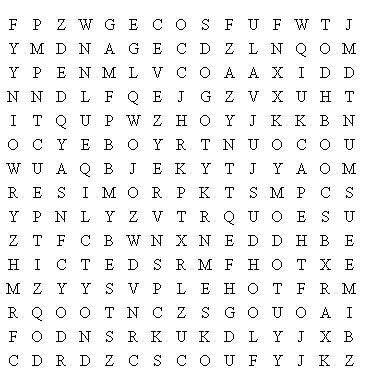 F P Z W G E C O S F U F W T J
Y M D N A G E C D Z L N Q O M
Y P E N M L V C O A A X I D D
N N D L F Q E J G Z V X U H T
I T Q U P W Z H O Y J K K B N
O C Y E B O Y R T N U O C O U
W U A Q B J E K Y T J Y A O M
R E S I M O R P K T S M P C S
Y P N L Y Z V T R Q U O E S U
Z T F C B W N X N E D D H B E
H I C T E D S R M F H O T X E
M Z Y Y S V P L E H O T F R M
R Q O O T N C Z S G O U O A I
F O D N S R K U K D L Y J X B
C D R D Z C S C O U F Y J K Z